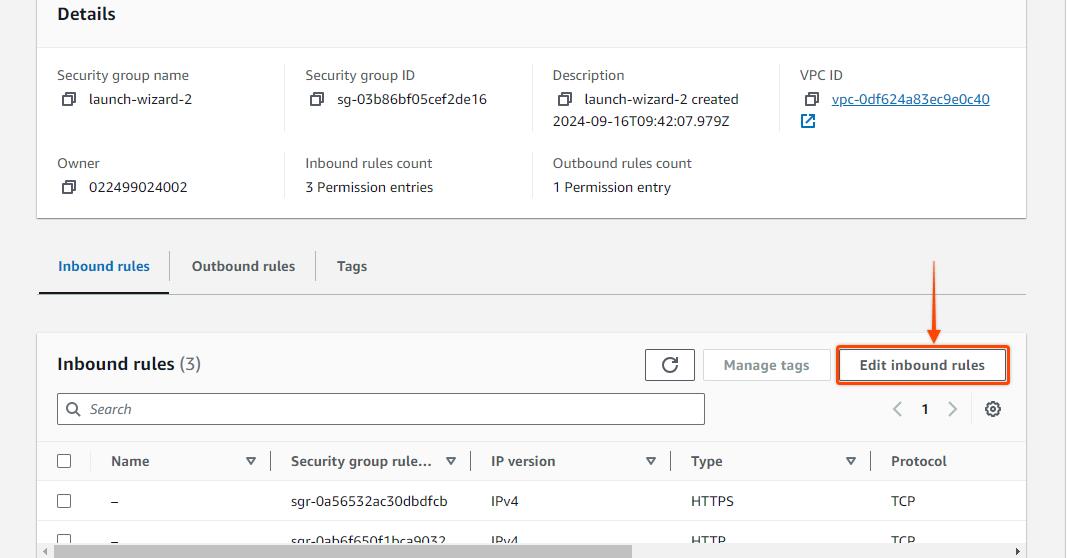 Details
Security group name
launch-wizard-2
Security group ID
sg-03b86bf05cef2de16
Description
launch-wizard-2 created
2024-09-16T09:42:07.979Z
VPC ID
vpc-0df624a83ec9e0c40
Owner
022499024002
Inbound rules count
3 Permission entries
Outbound rules count
1 Permission entry
Inbound rules Outbound rules Tags
Inbound rules (3) Manage tags Edit inbound rules
Search 1
Name Security group rule... IP version Type Protocol
– sgr-0a56532ac30dbdfcb IPv4 HTTPS TCP
– sgr-0ab6f650f1bca9032 IPv4 HTTP TCP